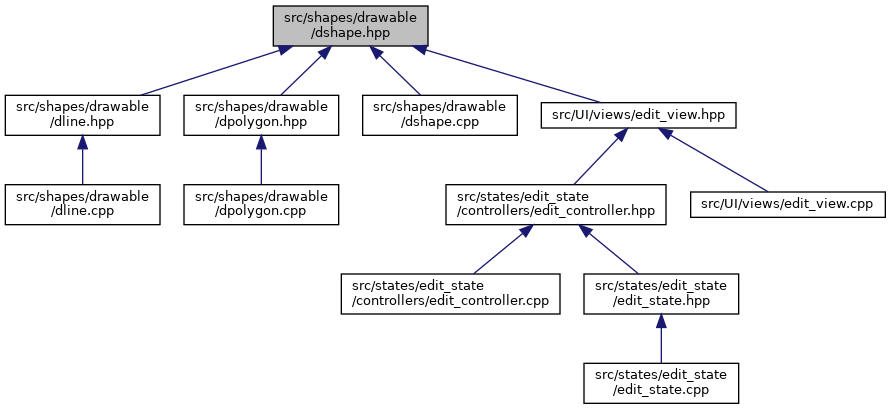 src/shapes/drawable
/dshape.hpp
src/shapes/drawable
/dline.hpp
src/shapes/drawable
/dpolygon.hpp
src/shapes/drawable
/dshape.cpp
src/UI/views/edit_view.hpp
src/shapes/drawable
/dline.cpp
src/shapes/drawable
/dpolygon.cpp
src/states/edit_state
/controllers/edit_controller.hpp
src/UI/views/edit_view.cpp
src/states/edit_state
/controllers/edit_controller.cpp
src/states/edit_state
/edit_state.hpp
src/states/edit_state
/edit_state.cpp